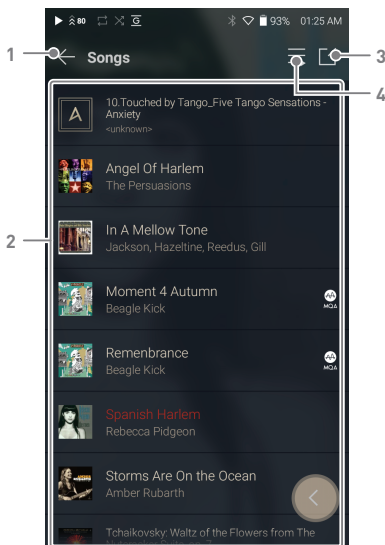 80 G 93% 01:25 AM
1 Songs 3
4
10.Touched by Tango_Five Tango Sensations -
Anxiety
<unknown>
Angel Of Harlem
The Persuasions
2 In A Mellow Tone
Jackson, Hazeltine, Reedus, Gill
Moment 4 Autumn
Beagle Kick
MQA
Remenbrance
Beagle Kick
MQA
Spanish Harlem
Rebecca Pidgeon
Storms Are On the Ocean
Amber Rubarth
Tchaikovsky: Waltz of the Flowers from The